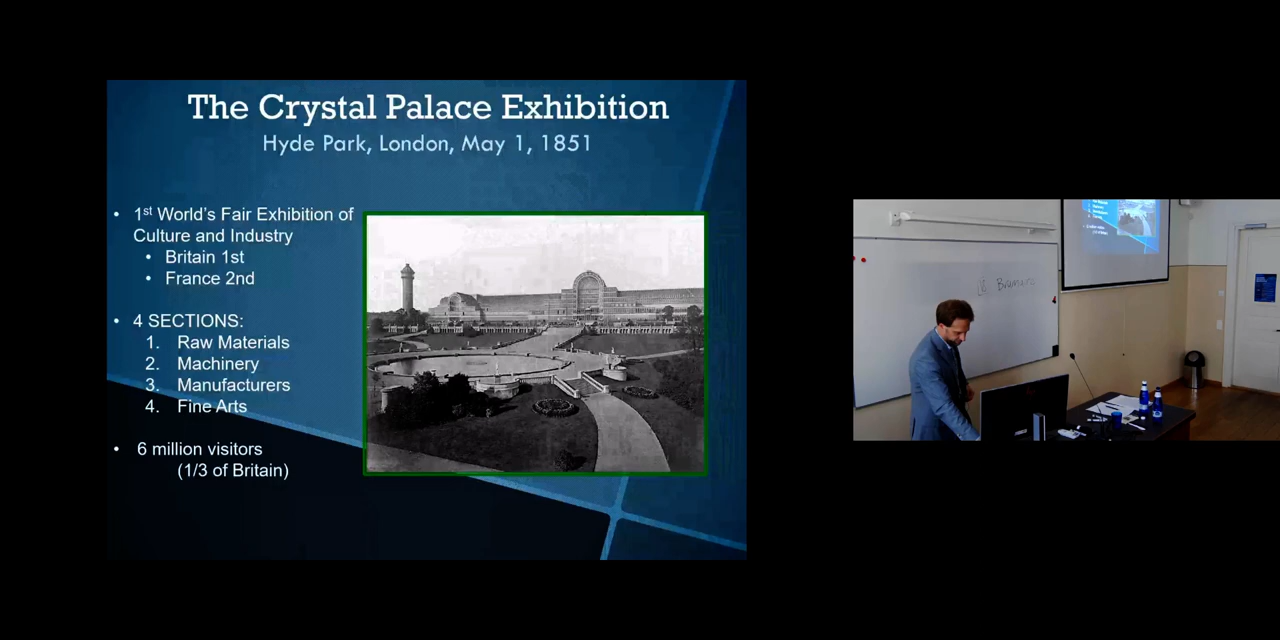 The Crystal Palace Exhibition
Hyde Park, London, May 1, 1851
• 1st World's Fair Exhibition of
Culture and Industry
• Britain 1st
• France 2nd
• 4 SECTIONS:
1. Raw Materials
2. Machinery
3. Manufacturers
4. Fine Arts
• 6 million visitors
(1/3 of Britain)